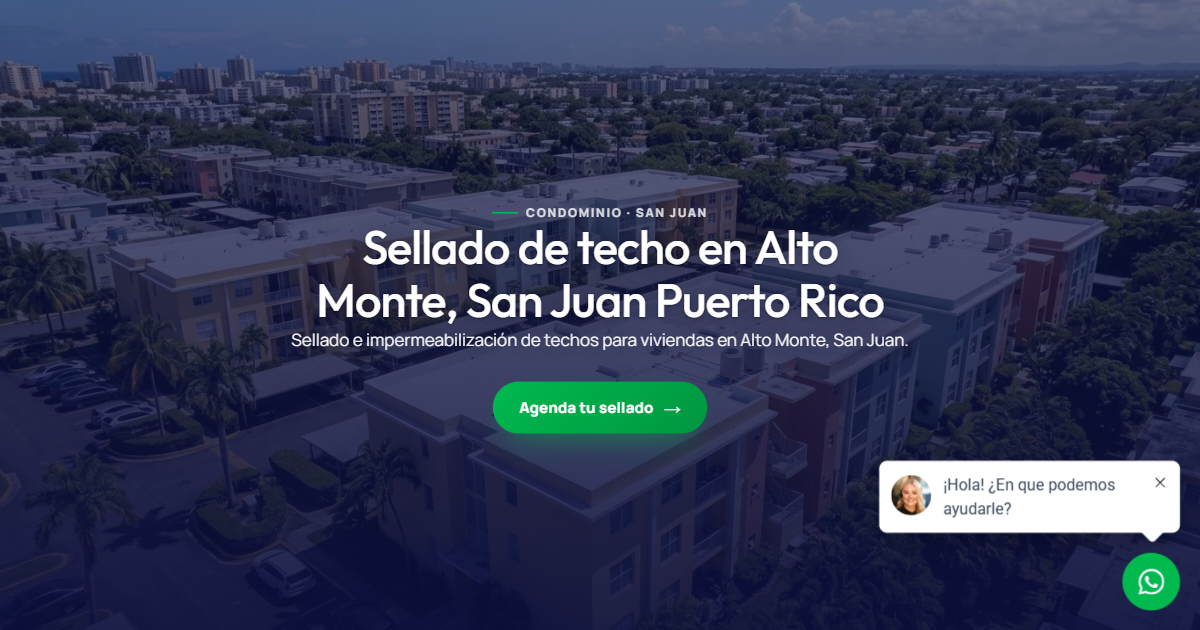 CONDOMINIO · SAN JUAN
Sellado de techo en Alto
Monte, San Juan Puerto Rico
Sellado e impermeabilización de techos para viviendas en Alto Monte, San Juan.
Agenda tu sellado →
¡Hola! ¿En que podemos
ayudarle?